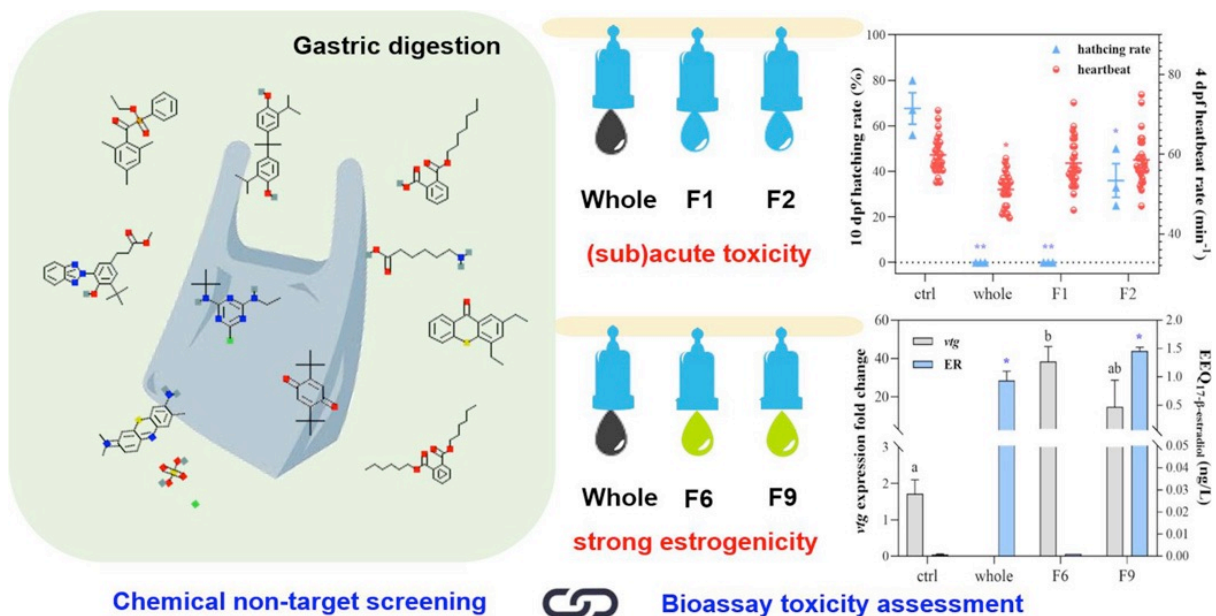 Gastric digestion
Whole F1 F2
(sub)acute toxicity
Whole F6 F9
strong estrogenicity
100
80
60
40
20
0
10 dpf hatching rate (%)
hathcing rate
heartbeat
80
60
40
4 dpf heatbeat rate (min⁻¹)
*
**
**
*
ctrl whole F1 F2
60
40
20
3
2
1
0
vtg expression fold change
vtg
ER
a
*
b
ab
*
2.0
1.5
1.0
0.5
0.05
0.04
0.03
0.02
0.01
0.00
EEQ17-β-estradiol (ng/L)
ctrl whole F6 F9
Chemical non-target screening
Bioassay toxicity assessment